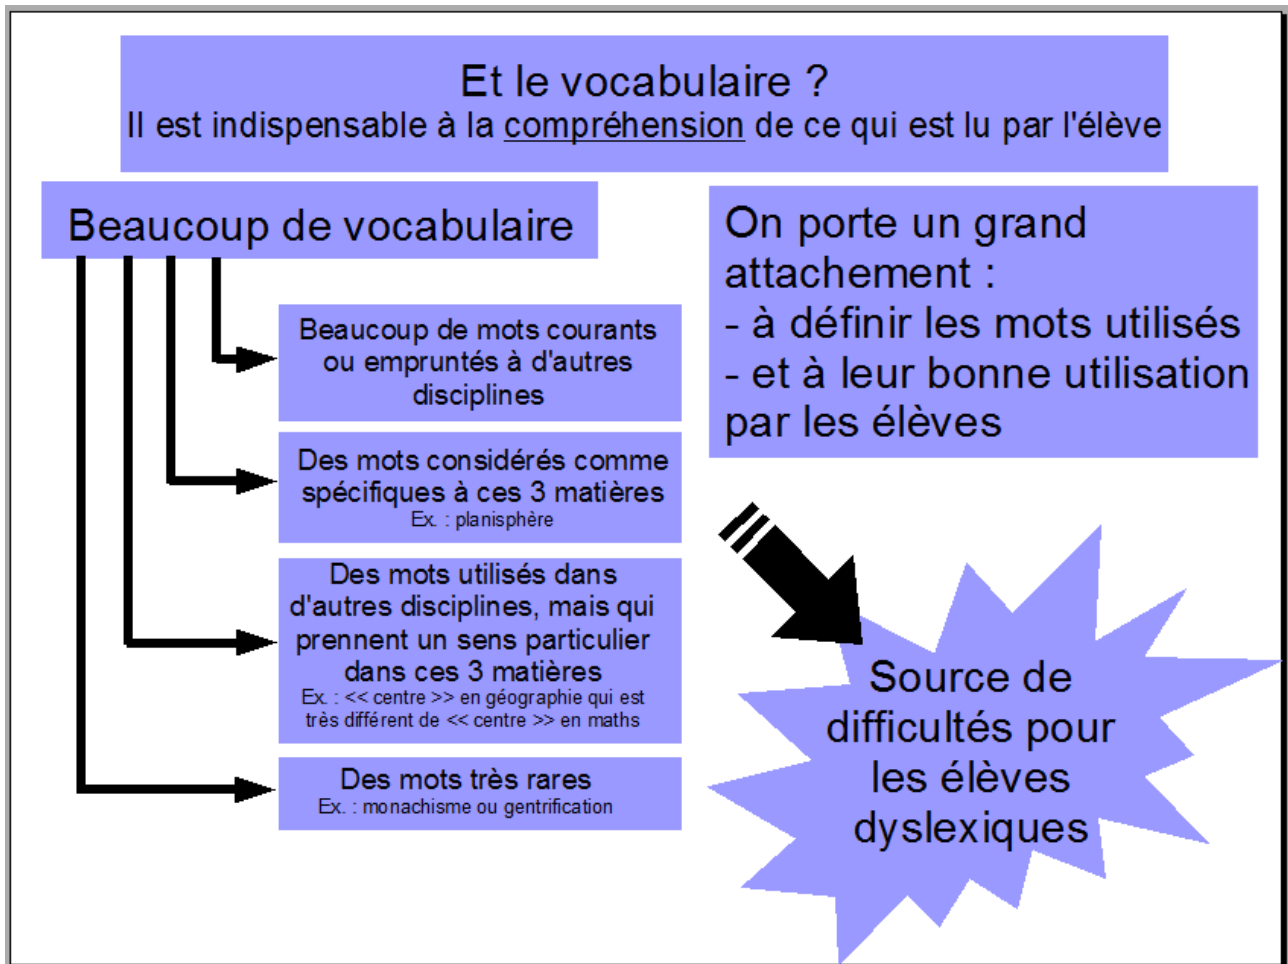 Et le vocabulaire ?
Il est indispensable à la compréhension de ce qui est lu par l'élève
Beaucoup de vocabulaire
Beaucoup de mots courants
ou empruntés à d'autres
disciplines
Des mots considérés comme
spécifiques à ces 3 matières
Ex. : planisphère
Des mots utilisés dans
d'autres disciplines, mais qui
prennent un sens particulier
dans ces 3 matières
Ex. : << centre >> en géographie qui est
très différent de << centre >> en maths
Des mots très rares
Ex. : monachisme ou gentrification
On porte un grand
attachement :
- à définir les mots utilisés
- et à leur bonne utilisation
par les élèves
Source de
difficultés pour
les élèves
dyslexiques